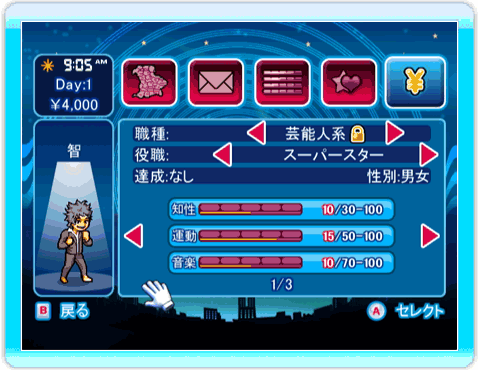 9:05 AM
Day:1
¥4,000
¥
智
職種: 芸能人系
役職: スーパースター
達成:なし 性別:男女
知性 10/30-100
運動 15/50-100
音楽 10/70-100
1/3
B 戻る
A セレクト